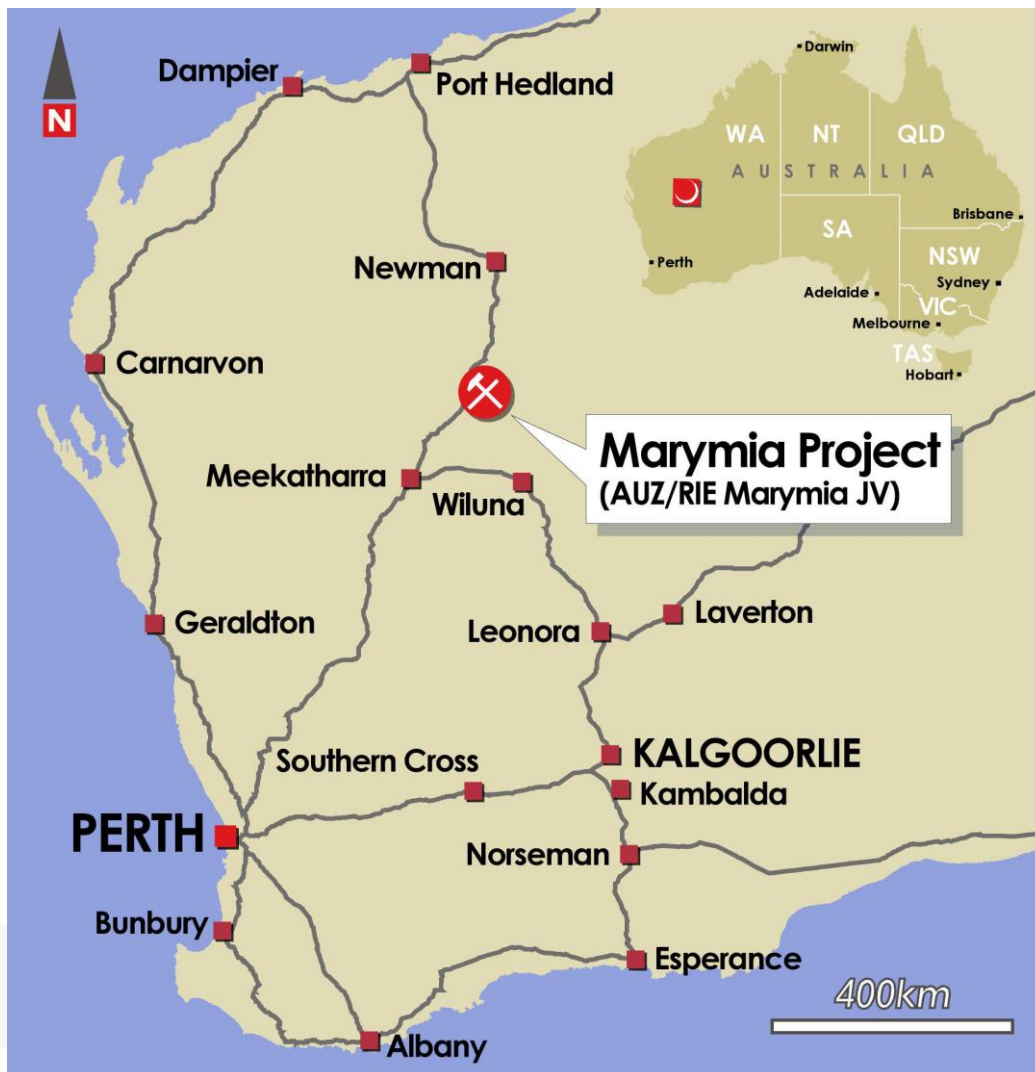 N
Dampier
Port Hedland
Darwin
WA
NT
QLD
AUSTRALIA
Brisbane
SA
NSW
Perth
Sydney
Adelaide
VIC
Melbourne
TAS
Hobart
Newman
Carnarvon
Marymia Project
(AUZ/RIE Marymia JV)
Meekatharra
Wiluna
Geraldton
Leonora
Laverton
Southern Cross
KALGOORLIE
Kambalda
PERTH
Norseman
Bunbury
Esperance
400km
Albany